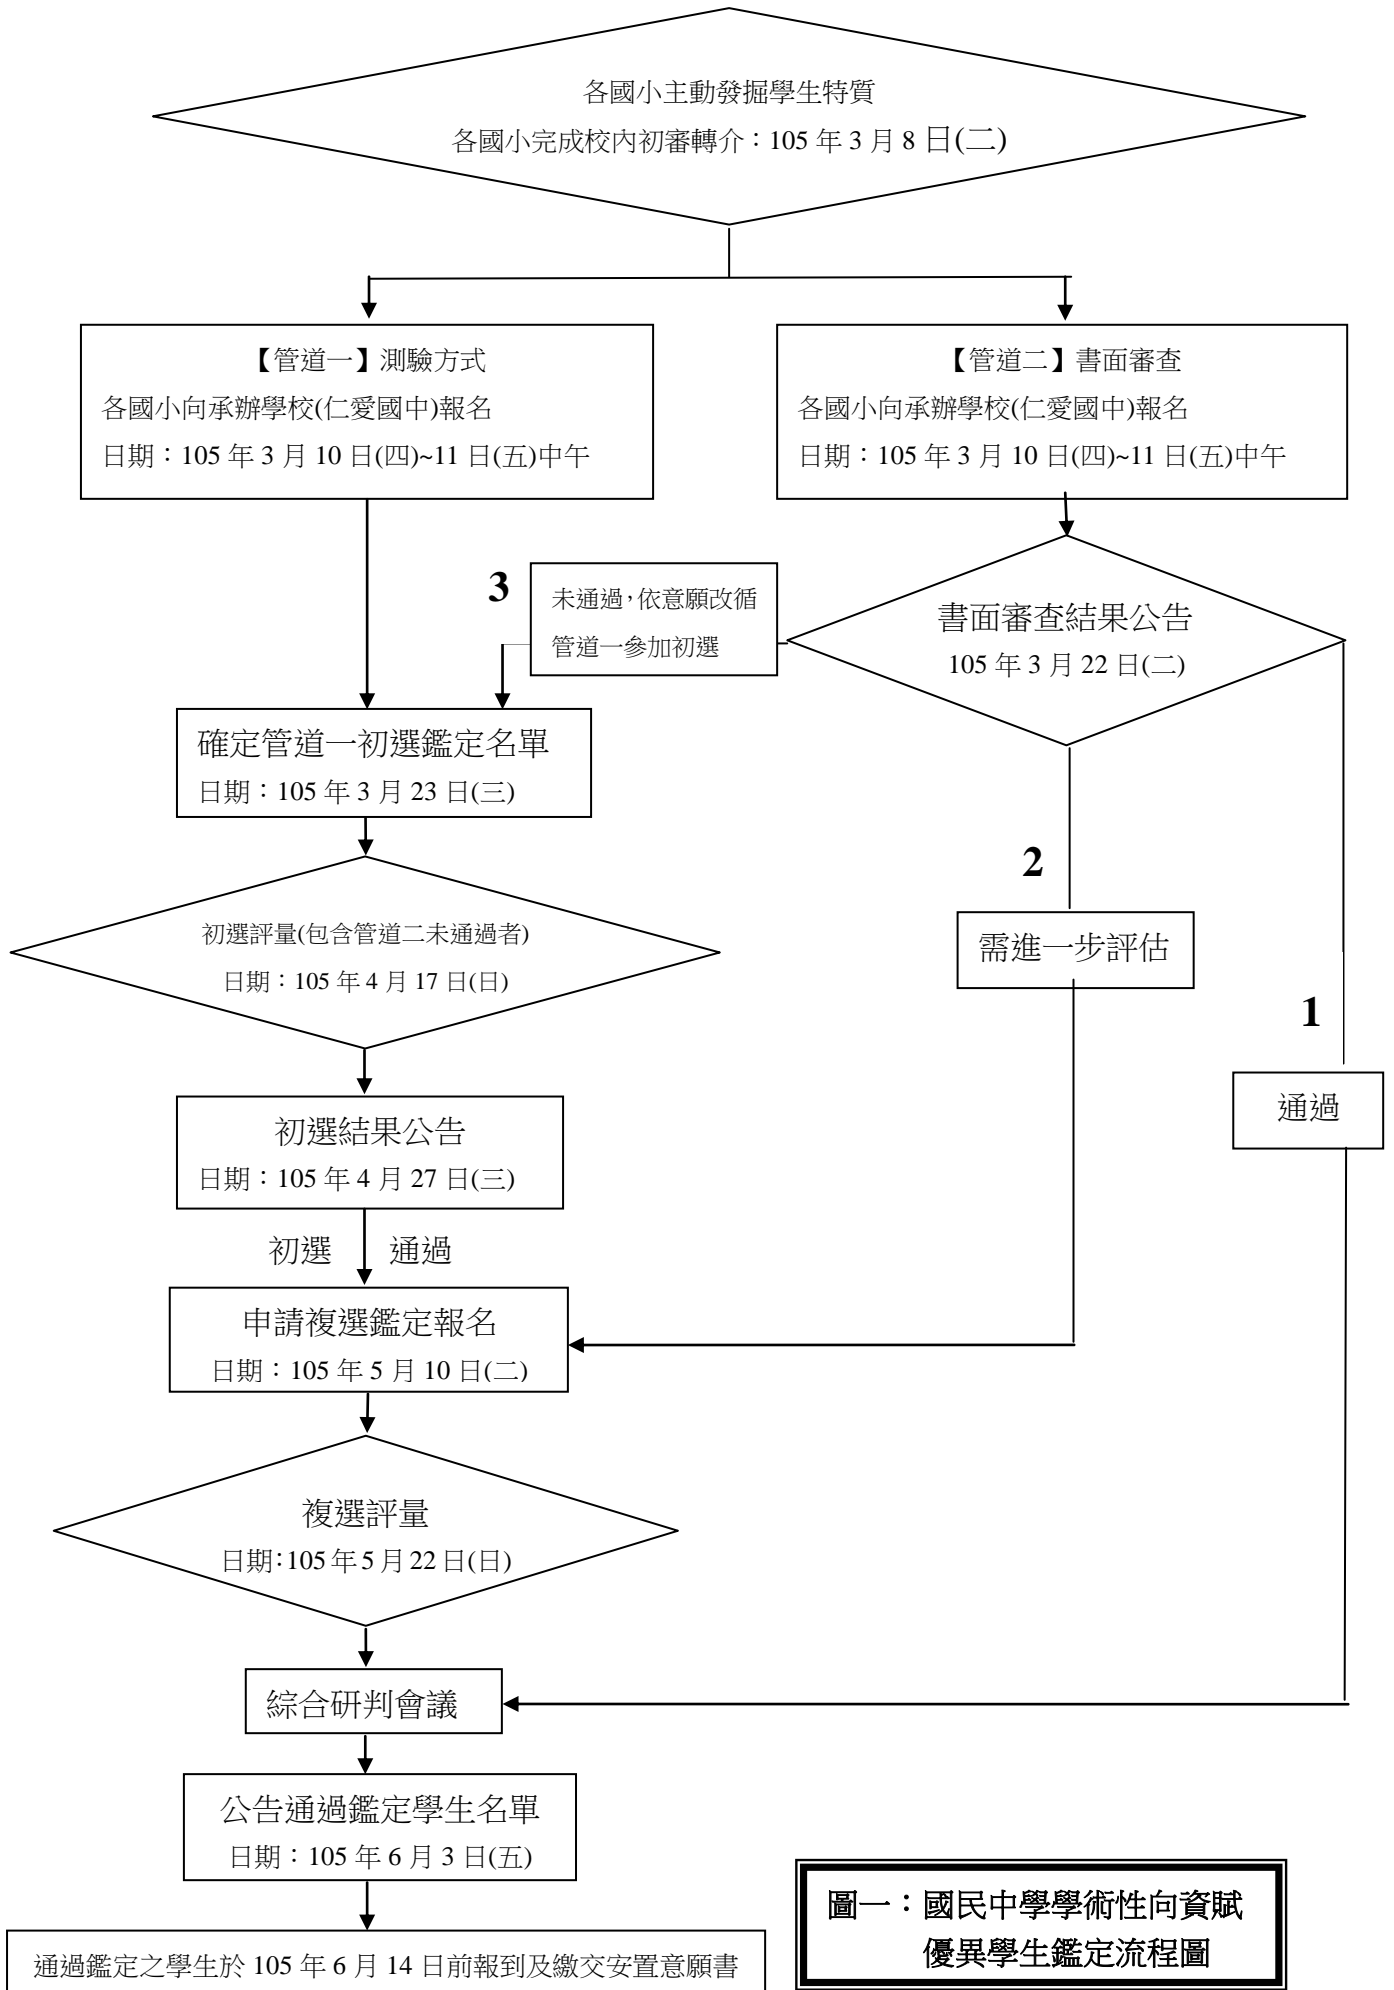 各國小主動發掘學生特質
各國小完成校內初審轉介：105 年 3 月 8 日(二)
【管道一】測驗方式
各國小向承辦學校(仁愛國中)報名
日期：105 年 3 月 10 日(四)~11 日(五)中午
【管道二】書面審查
各國小向承辦學校(仁愛國中)報名
日期：105 年 3 月 10 日(四)~11 日(五)中午
3
未通過，依意願改循
管道一參加初選
書面審查結果公告
105 年 3 月 22 日(二)
確定管道一初選鑑定名單
日期：105 年 3 月 23 日(三)
2
需進一步評估
1
通過
初選評量(包含管道二未通過者)
日期：105 年 4 月 17 日(日)
初選結果公告
日期：105 年 4 月 27 日(三)
初選 通過
申請複選鑑定報名
日期：105 年 5 月 10 日(二)
複選評量
日期：105 年 5 月 22 日(日)
綜合研判會議
公告通過鑑定學生名單
日期：105 年 6 月 3 日(五)
通過鑑定之學生於 105 年 6 月 14 日前報到及繳交安置意願書
圖一：國民中學學術性向資賦
優異學生鑑定流程圖